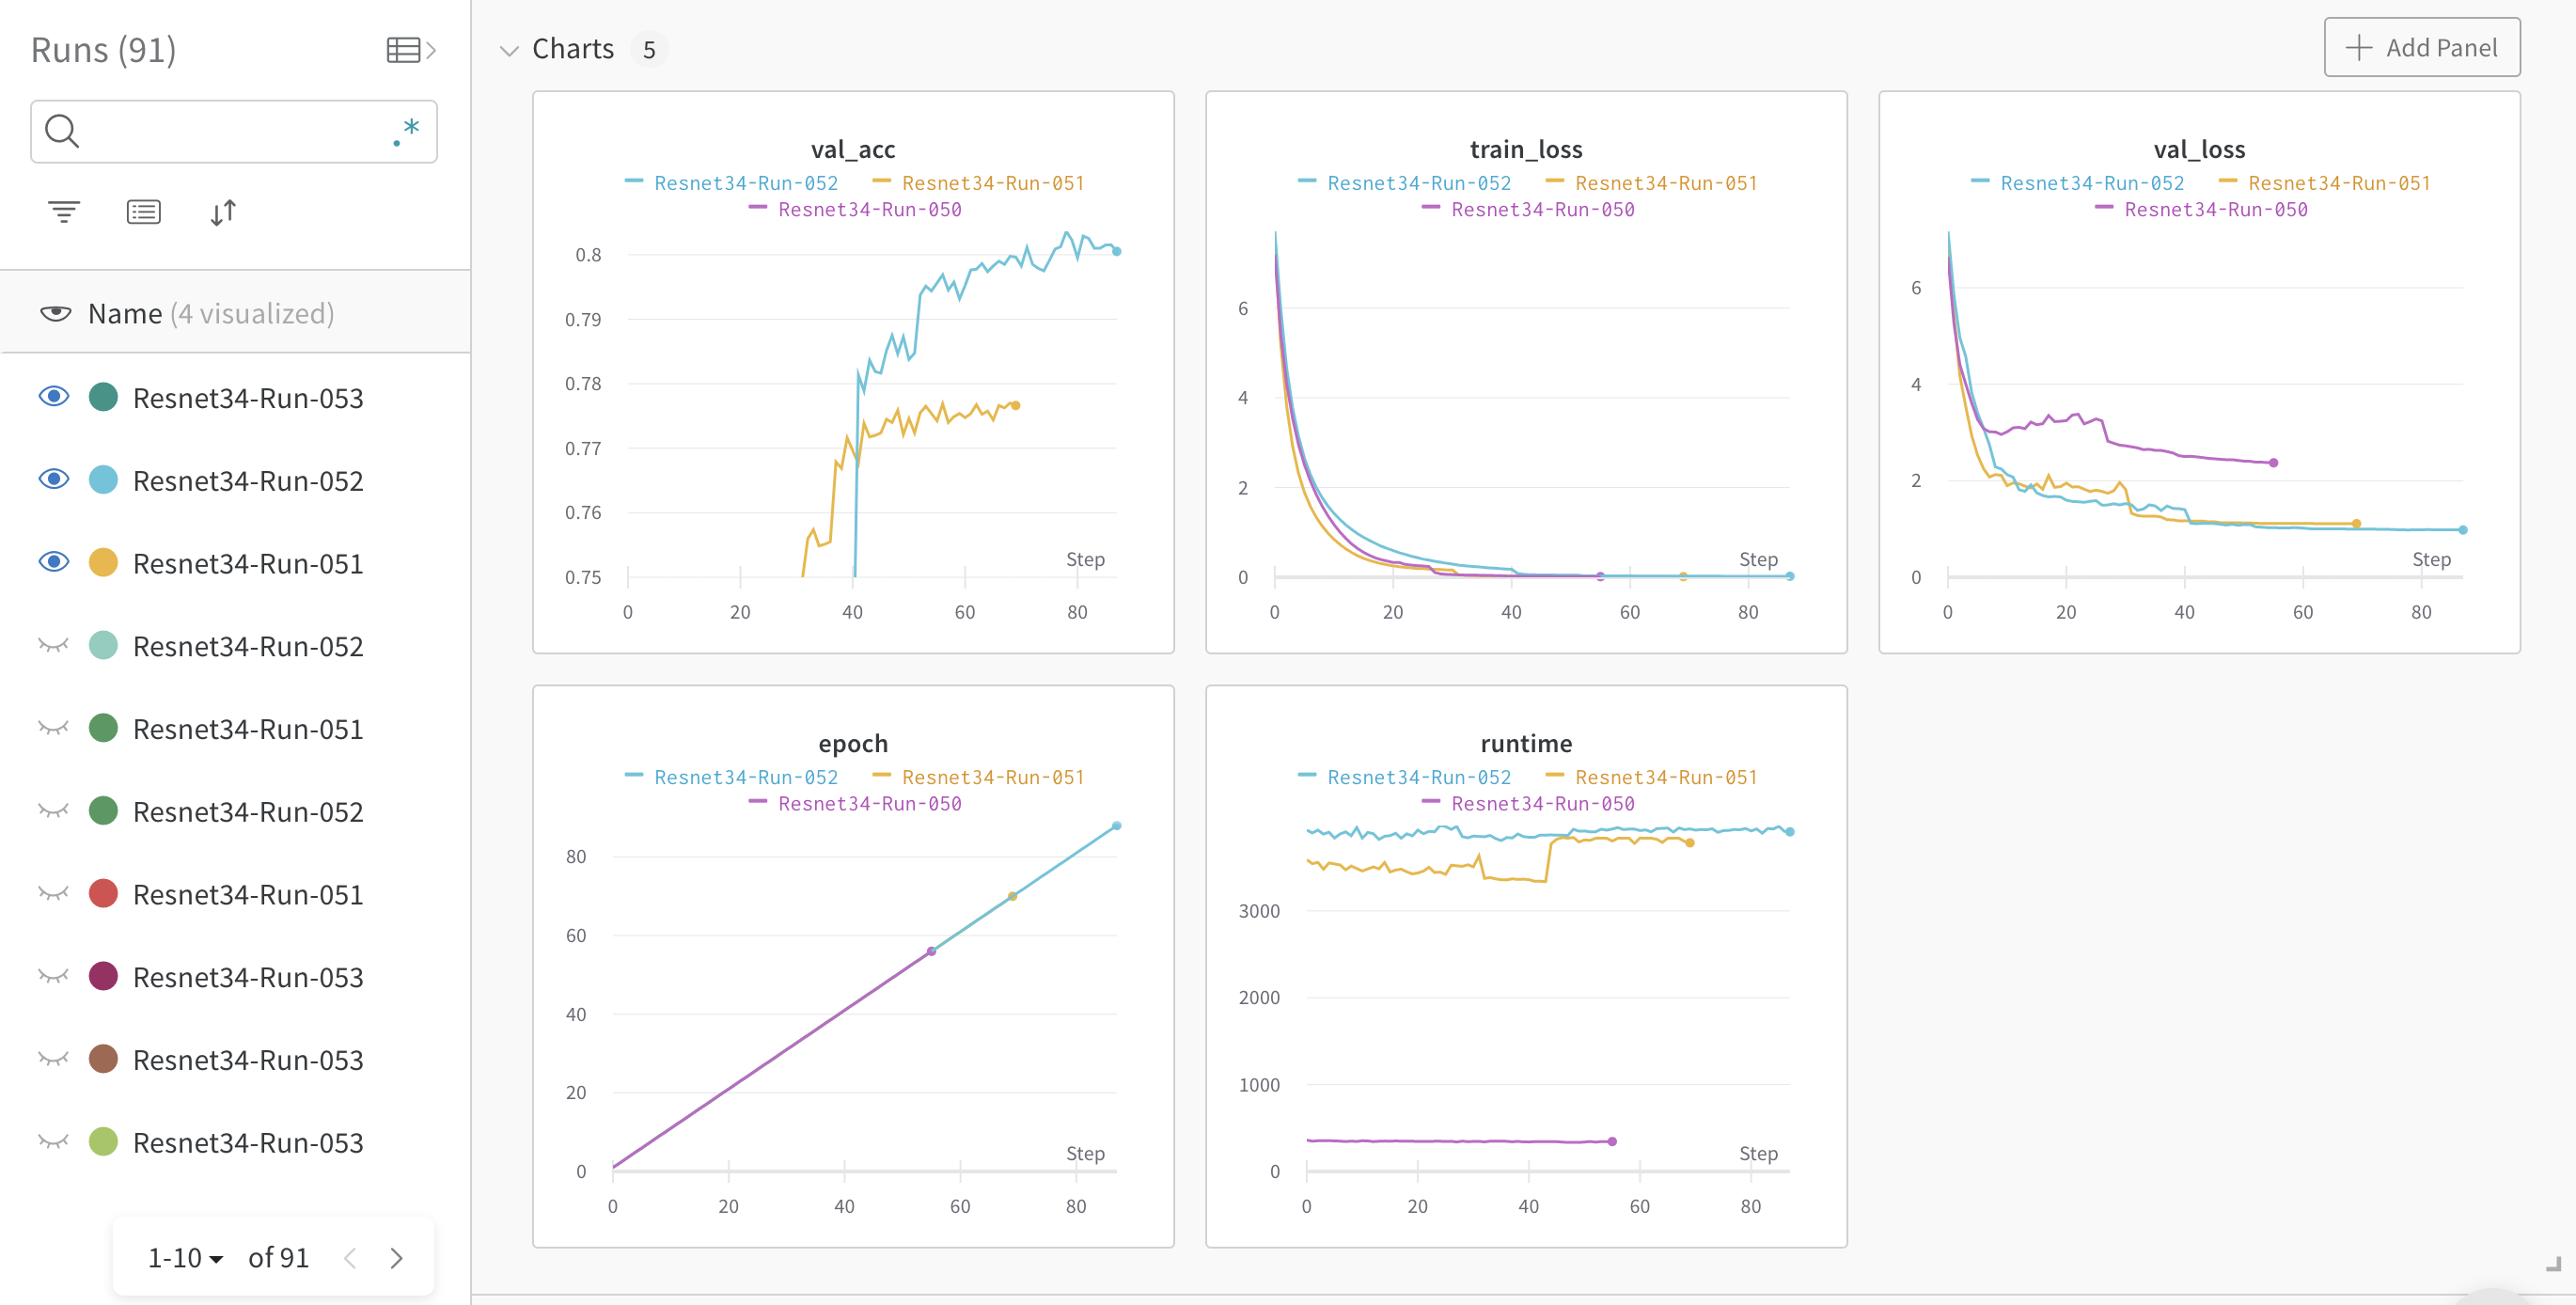 Runs (91)
.*
Name (4 visualized)
Resnet34-Run-053
Resnet34-Run-052
Resnet34-Run-051
Resnet34-Run-052
Resnet34-Run-051
Resnet34-Run-052
Resnet34-Run-051
Resnet34-Run-053
Resnet34-Run-053
Resnet34-Run-053
1-10 of 91
Charts 5
Add Panel
val_acc
Resnet34-Run-052 Resnet34-Run-051
Resnet34-Run-050
0.8
0.79
0.78
0.77
0.76
0.75
Step
0 20 40 60 80
train_loss
Resnet34-Run-052 Resnet34-Run-051
Resnet34-Run-050
6
4
2
0
Step
0 20 40 60 80
val_loss
Resnet34-Run-052 Resnet34-Run-051
Resnet34-Run-050
6
4
2
0
Step
0 20 40 60 80
epoch
Resnet34-Run-052 Resnet34-Run-051
Resnet34-Run-050
80
60
40
20
0
Step
0 20 40 60 80
runtime
Resnet34-Run-052 Resnet34-Run-051
Resnet34-Run-050
3000
2000
1000
0
Step
0 20 40 60 80